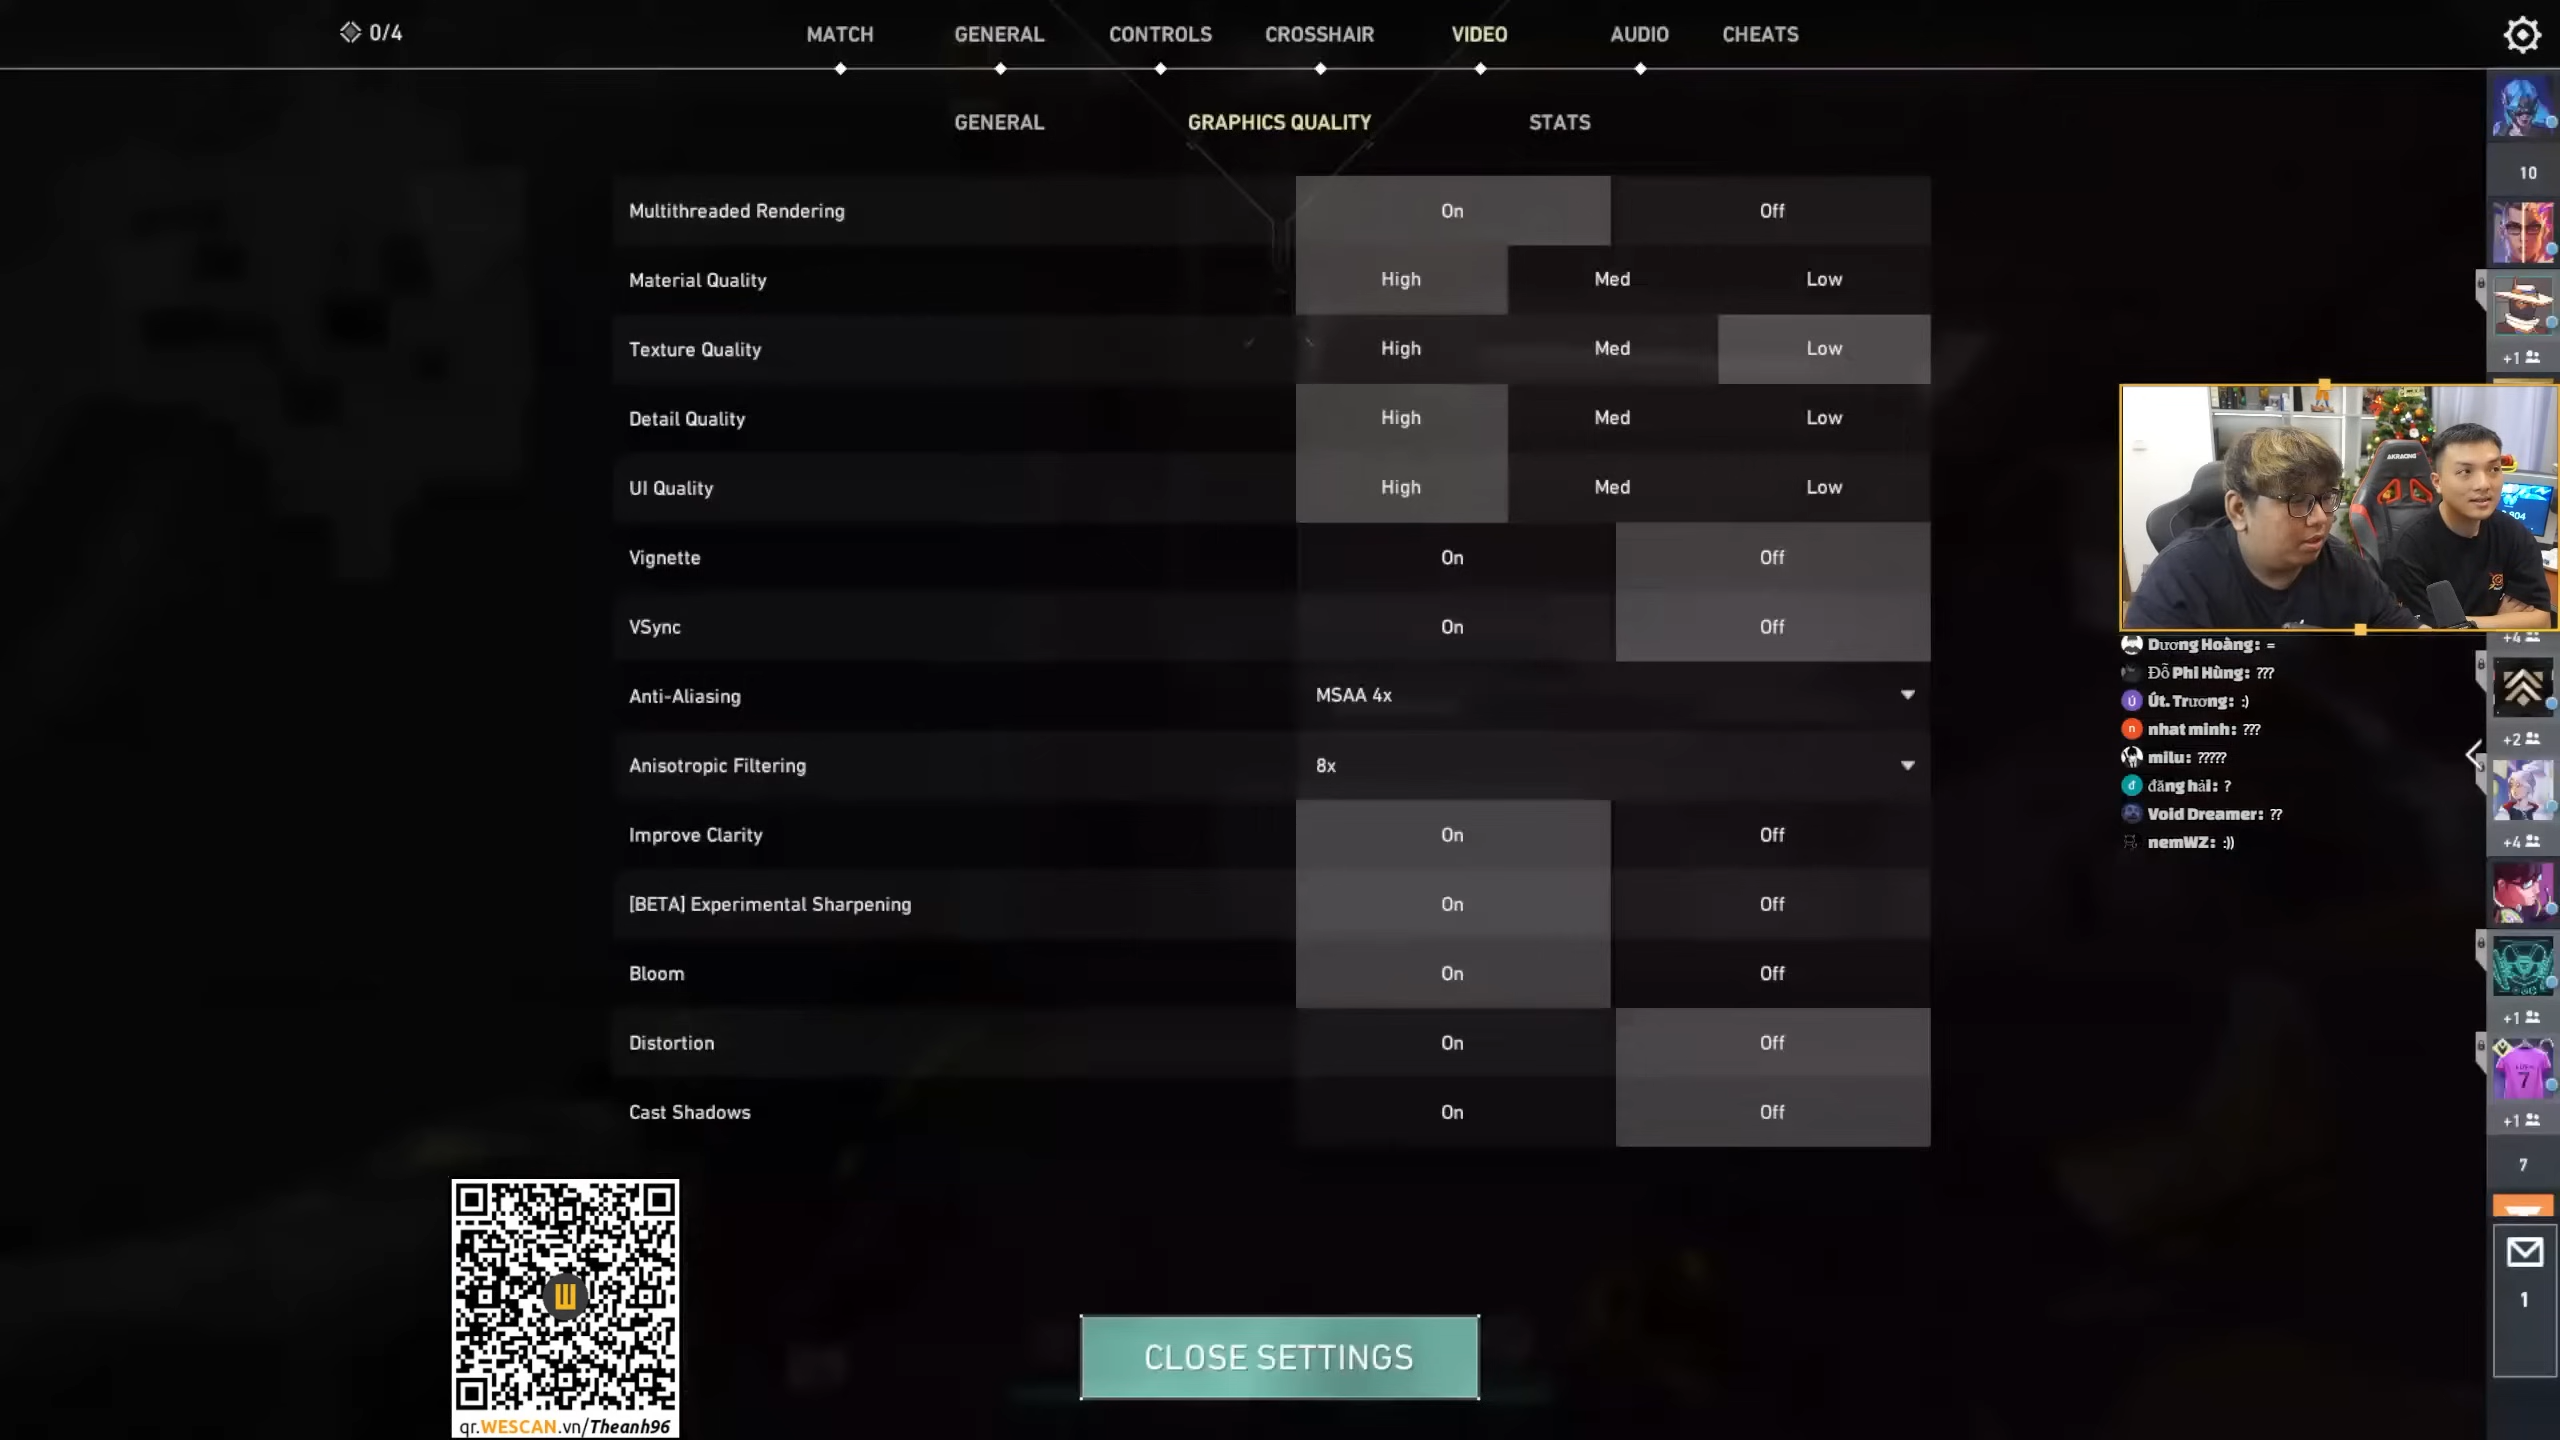 0/4
MATCH GENERAL CONTROLS CROSSHAIR VIDEO AUDIO CHEATS
GENERAL GRAPHICS QUALITY STATS
Multithreaded Rendering On Off
Material Quality High Med Low
Texture Quality High Med Low
Detail Quality High Med Low
UI Quality High Med Low
Vignette On Off
VSync On Off
Anti-Aliasing MSAA 4x
Anisotropic Filtering 8x
Improve Clarity On Off
[BETA] Experimental Sharpening On Off
Bloom On Off
Distortion On Off
Cast Shadows On Off
CLOSE SETTINGS
qr.WESCAN.vn/Theanh96
10
+1
AKRACING
904
+4
Dương Hoàng: =
Đỗ Phi Hùng: ???
Ú Út. Trương: :)
n nhat minh: ???
milu: ?????
đ đăng hải: ?
Void Dreamer: ??
nemWZ: :))
+2
+4
+1
7
+1
7
1